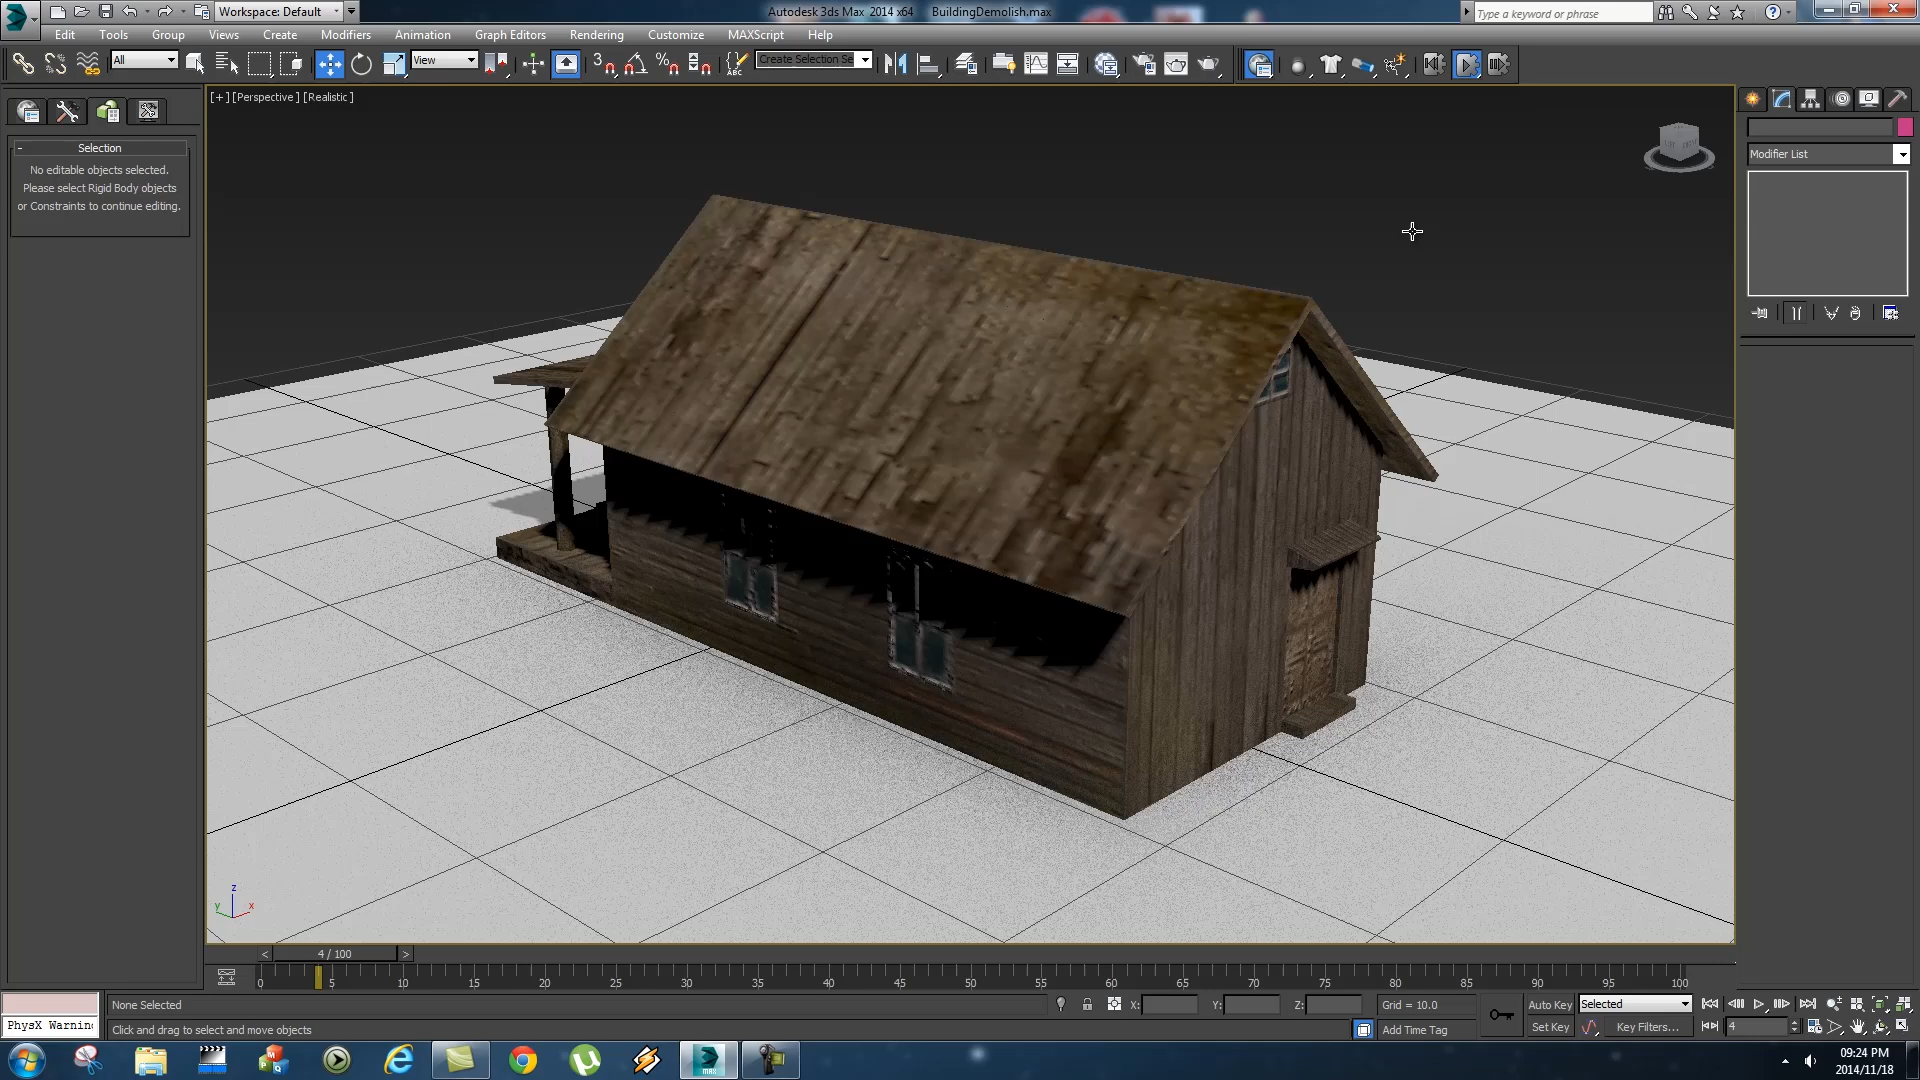 Workspace: Default
Autodesk 3ds Max 2014 x64 BuildingDemolish.max
Type a keyword or phrase
Edit Tools Group Views Create Modifiers Animation Graph Editors Rendering Customize MAXScript Help
All
View
3
Create Selection Se
[+] [Perspective] [Realistic]
- Selection
No editable objects selected.
Please select Rigid Body objects
or Constraints to continue editing.
Modifier List
z
y
x
< 4 / 100 >
0 5 10 15 20 25 30 35 40 45 50 55 60 65 70 75 80 85 90 95 100
None Selected
X: Y: Z: Grid = 10.0
Auto Key Selected
PhysX Warnin
Click and drag to select and move objects
Add Time Tag
Set Key Key Filters...
4
MAX
09:24 PM
2014/11/18